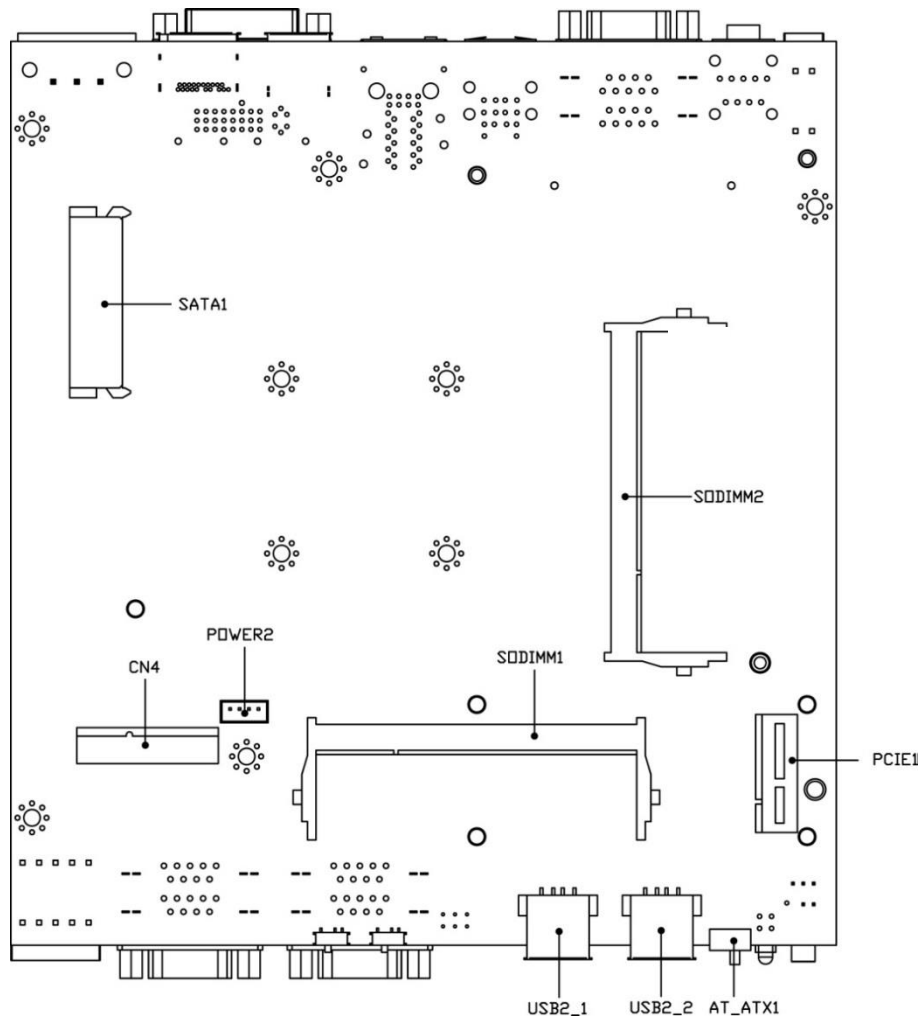 SATA1
SODIMM2
POWER2
SODIMM1
CN4
PCIE1
USB2_1
USB2_2
AT_ATX1